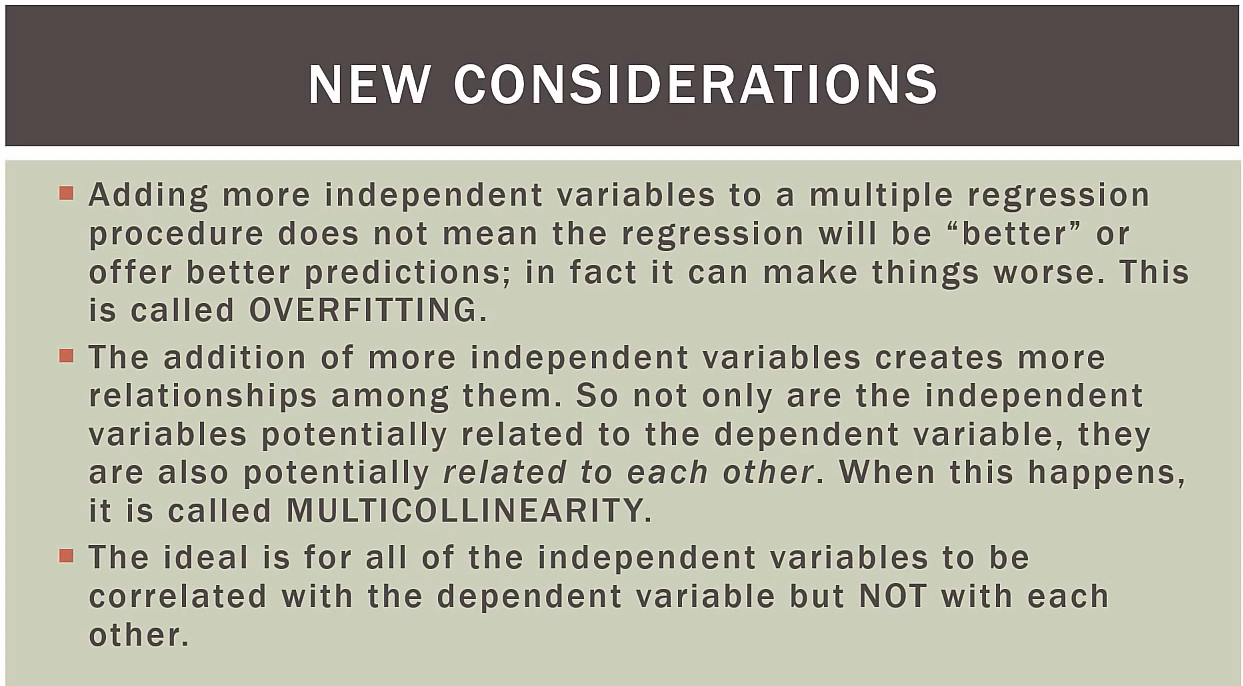 NEW CONSIDERATIONS
Adding more independent variables to a multiple regression
procedure does not mean the regression will be “better” or
offer better predictions; in fact it can make things worse. This
is called OVERFITTING.
The addition of more independent variables creates more
relationships among them. So not only are the independent
variables potentially related to the dependent variable, they
are also potentially related to each other. When this happens,
it is called MULTICOLLINEARITY.
The ideal is for all of the independent variables to be
correlated with the dependent variable but NOT with each
other.